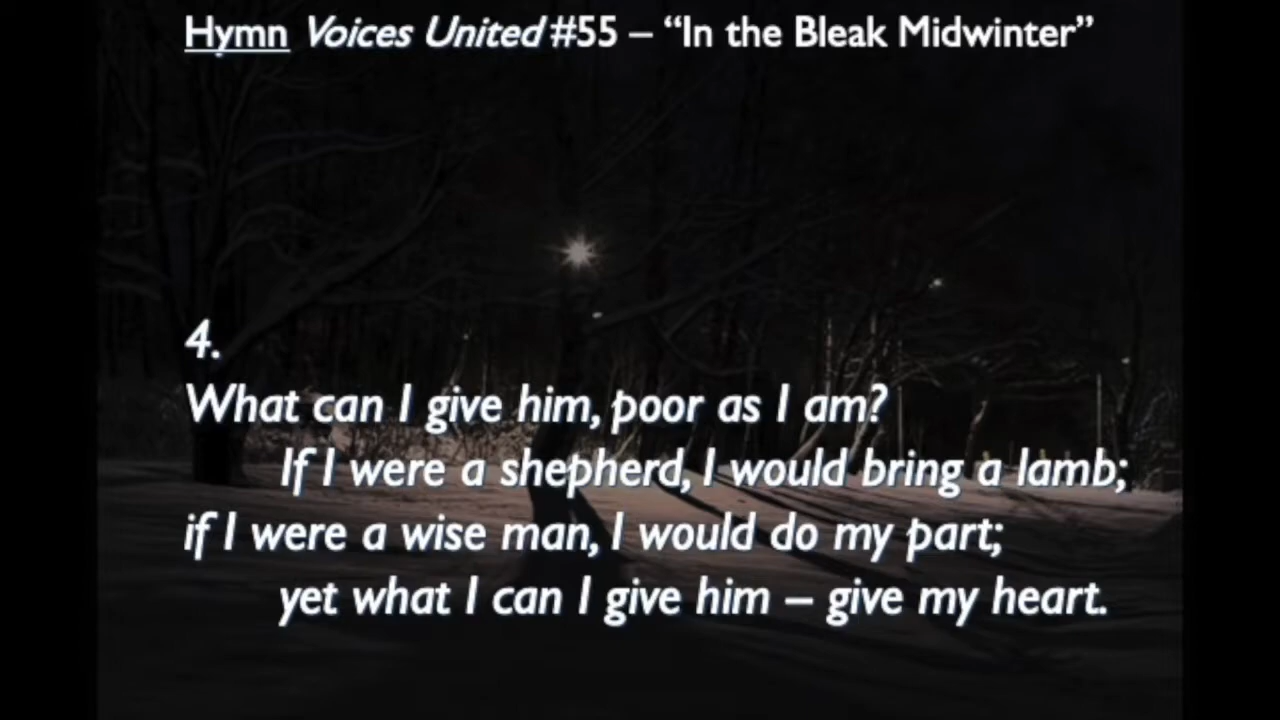 Hymn Voices United #55 – “In the Bleak Midwinter”
4.
What can I give him, poor as I am?
If I were a shepherd, I would bring a lamb;
if I were a wise man, I would do my part;
yet what I can I give him – give my heart.